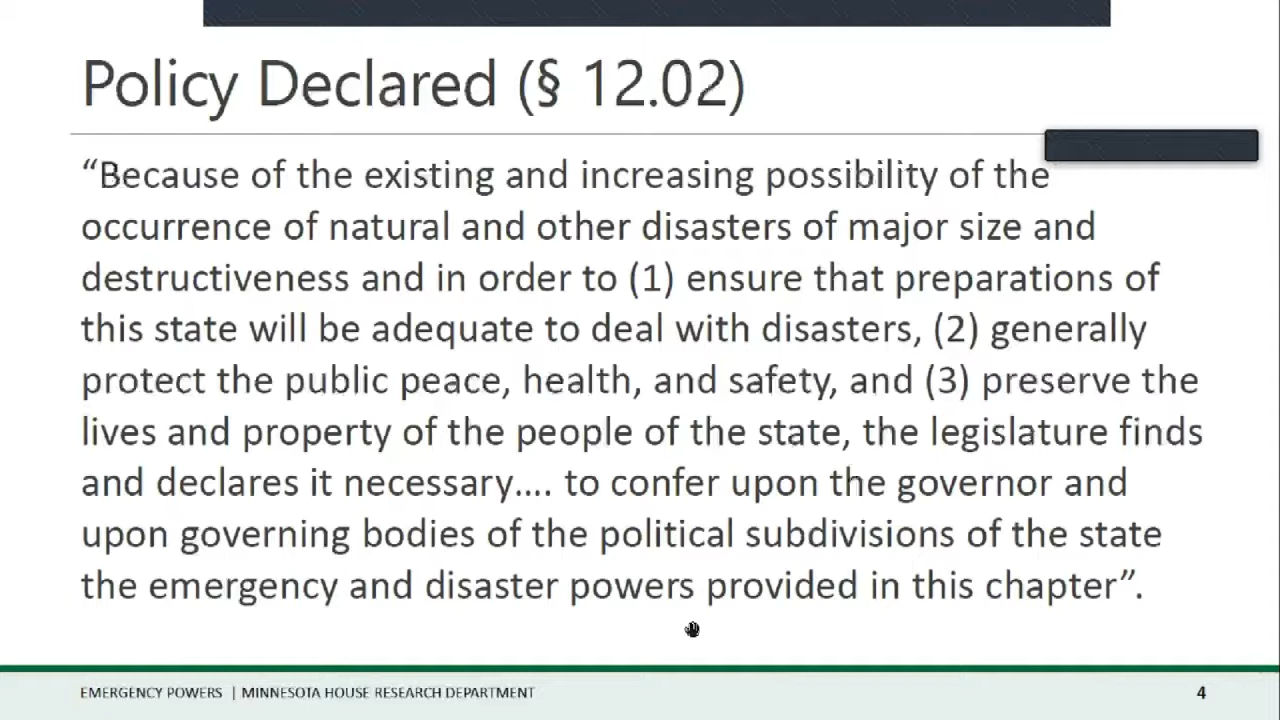 Policy Declared (§ 12.02)
“Because of the existing and increasing possibility of the
occurrence of natural and other disasters of major size and
destructiveness and in order to (1) ensure that preparations of
this state will be adequate to deal with disasters, (2) generally
protect the public peace, health, and safety, and (3) preserve the
lives and property of the people of the state, the legislature finds
and declares it necessary…. to confer upon the governor and
upon governing bodies of the political subdivisions of the state
the emergency and disaster powers provided in this chapter”.
EMERGENCY POWERS | MINNESOTA HOUSE RESEARCH DEPARTMENT
4